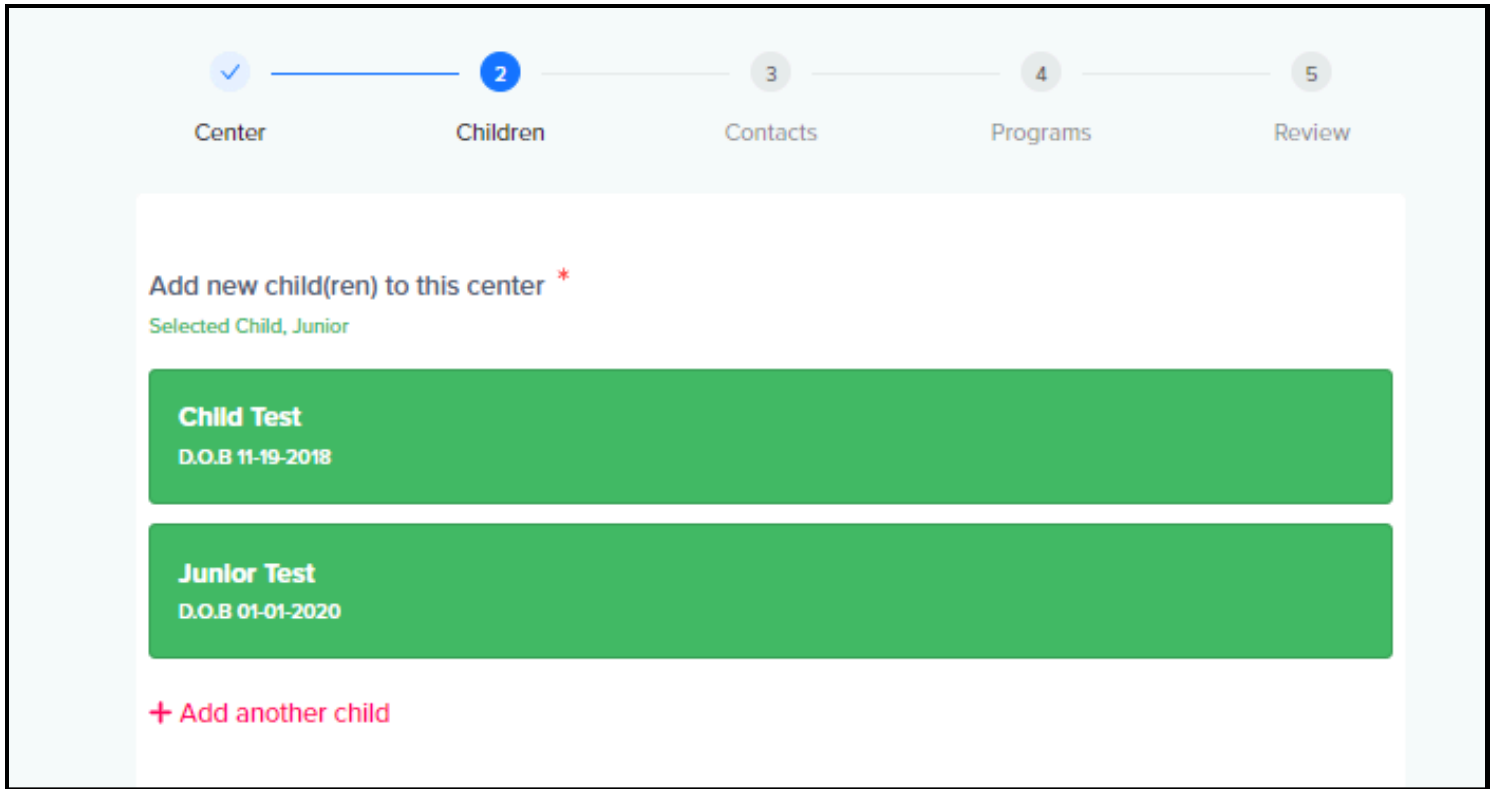 2 3 4 5
Center Children Contacts Programs Review
Add new child(ren) to this center *
Selected Child, Junior
Child Test
D.O.B 11-19-2018
Junior Test
D.O.B 01-01-2020
+ Add another child